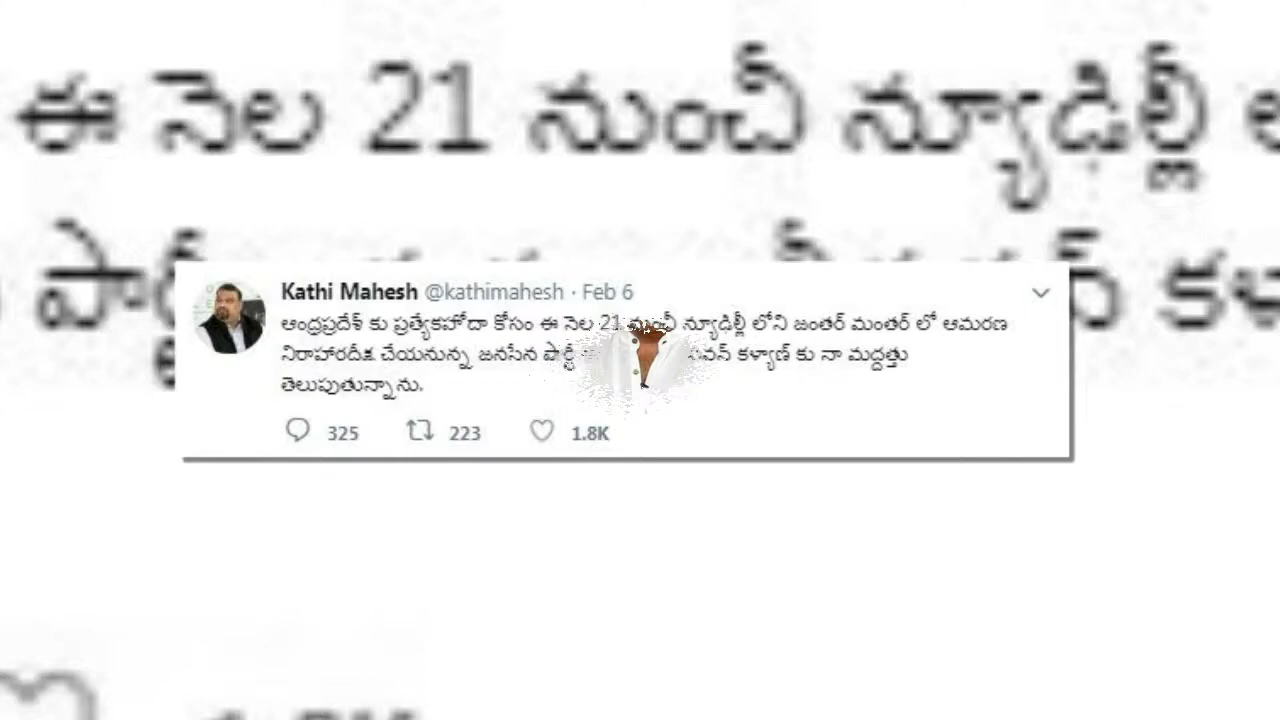 ఈ నెల 21 నుంచీ న్యూడిల్లీ
Kathi Mahesh @kathimahesh · Feb 6
ఆంధ్రప్రదేశ్ కు ప్రత్యేకహోదా కోసం ఈ నెల 21 నుంచీ న్యూడిల్లీ లోని జంతర్ మంతర్ లో ఆమరణ
నిరాహారదీక్ష చేయనున్న జనసేన పార్టీ పవన్ కళ్యాణ్ కు నా మద్దత్తు
తెలుపుతున్నాను.
325 223 1.8K